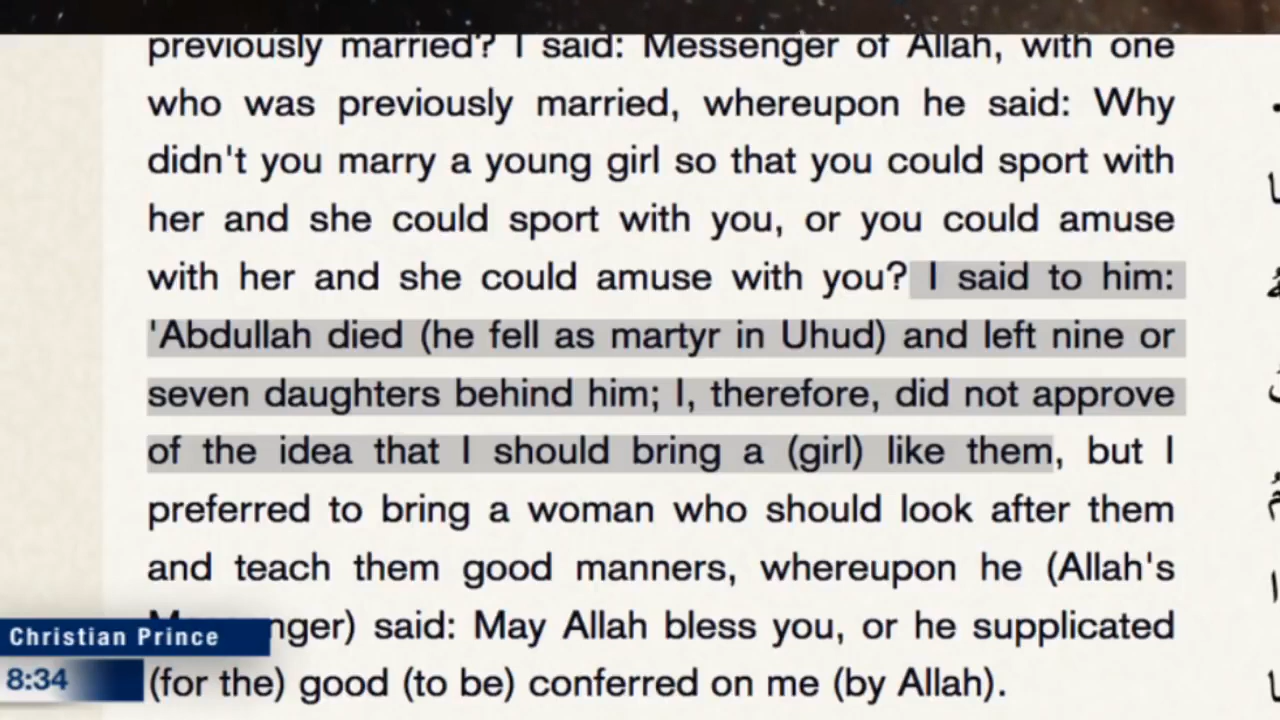 previously married? I said: Messenger of Allah, with one
who was previously married, whereupon he said: Why
didn't you marry a young girl so that you could sport with
her and she could sport with you, or you could amuse
with her and she could amuse with you? I said to him:
'Abdullah died (he fell as martyr in Uhud) and left nine or
seven daughters behind him; I, therefore, did not approve
of the idea that I should bring a (girl) like them, but I
preferred to bring a woman who should look after them
and teach them good manners, whereupon he (Allah's
said: May Allah bless you, or he supplicated
Christian Prince
(for the) good (to be) conferred on me (by Allah).
8:34